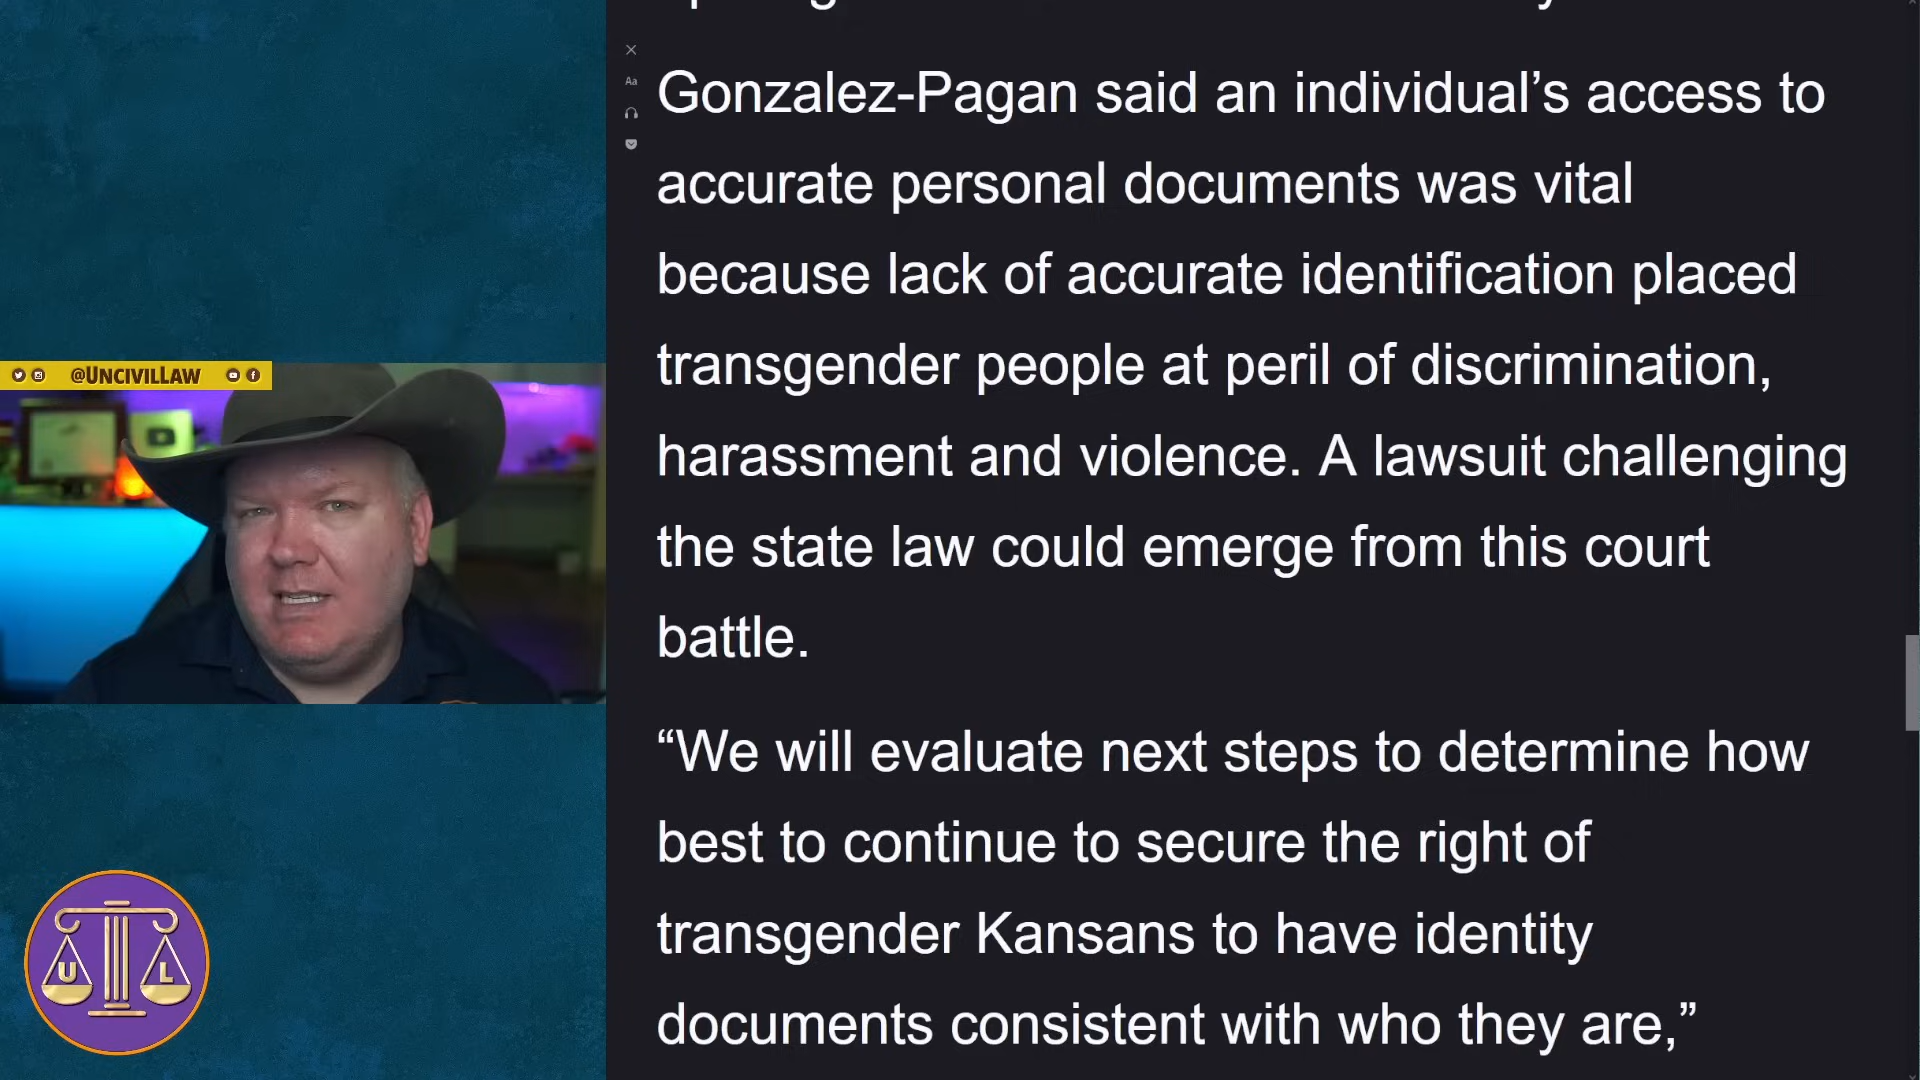 @UNCIVILLAW
U L
Aa
Gonzalez-Pagan said an individual’s access to
accurate personal documents was vital
because lack of accurate identification placed
transgender people at peril of discrimination,
harassment and violence. A lawsuit challenging
the state law could emerge from this court
battle.
“We will evaluate next steps to determine how
best to continue to secure the right of
transgender Kansans to have identity
documents consistent with who they are,”